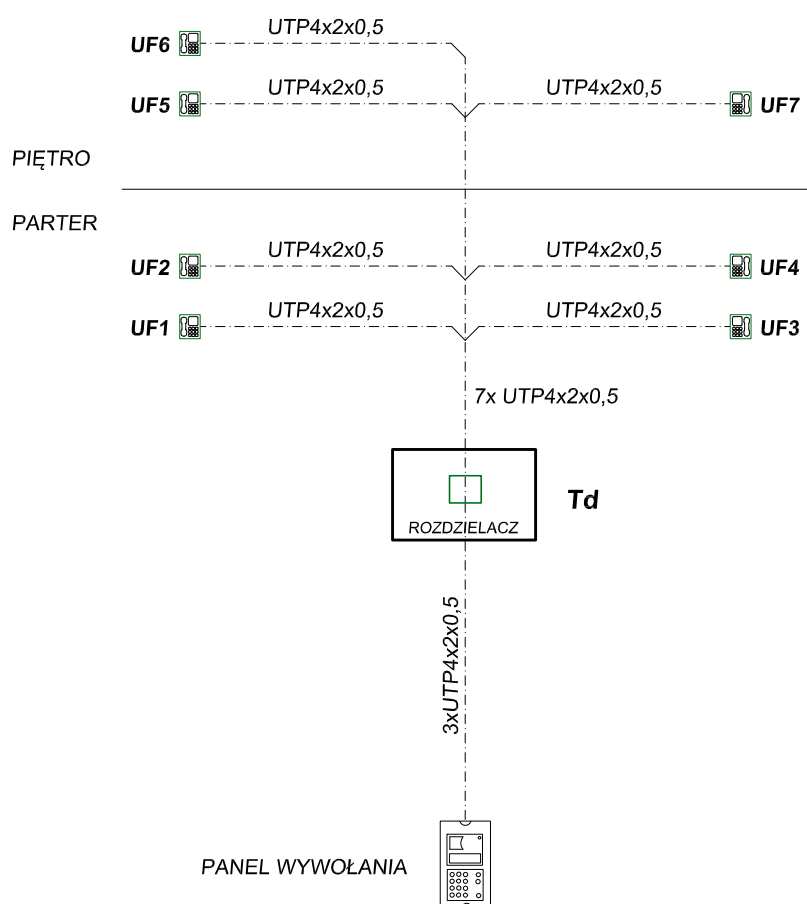 UTP4x2x0,5
UF6
UTP4x2x0,5
UTP4x2x0,5
UF5
UF7
PIĘTRO
PARTER
UTP4x2x0,5
UTP4x2x0,5
UF2
UF4
UTP4x2x0,5
UTP4x2x0,5
UF1
UF3
7x UTP4x2x0,5
Td
ROZDZIELACZ
3xUTP4x2x0,5
PANEL WYWOŁANIA